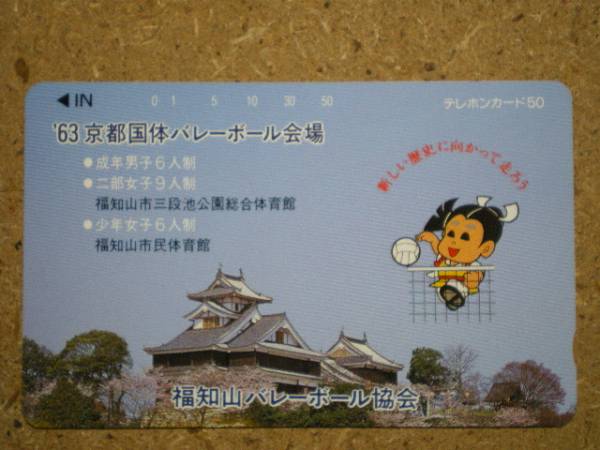 ◀IN 0 1 5 10 30 50
テレホンカード50
'63 京都国体バレーボール会場
●成年男子6人制
●二部女子9人制
福知山市三段池公園総合体育館
●少年女子6人制
福知山市民体育館
新しい歴史に向かって走ろう
福知山バレーボール協会